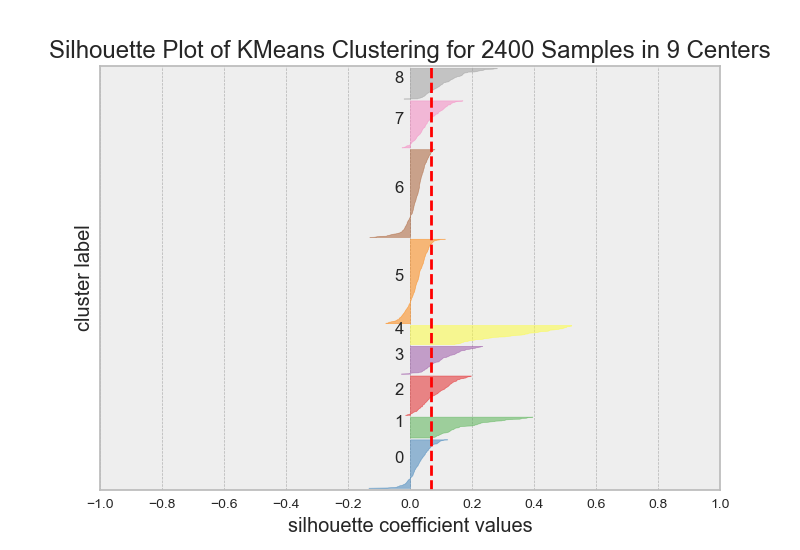 Silhouette Plot of KMeans Clustering for 2400 Samples in 9 Centers
8
7
6
5
4
3
2
1
0
cluster label
−1.0 −0.8 −0.6 −0.4 −0.2 0.0 0.2 0.4 0.6 0.8 1.0
silhouette coefficient values